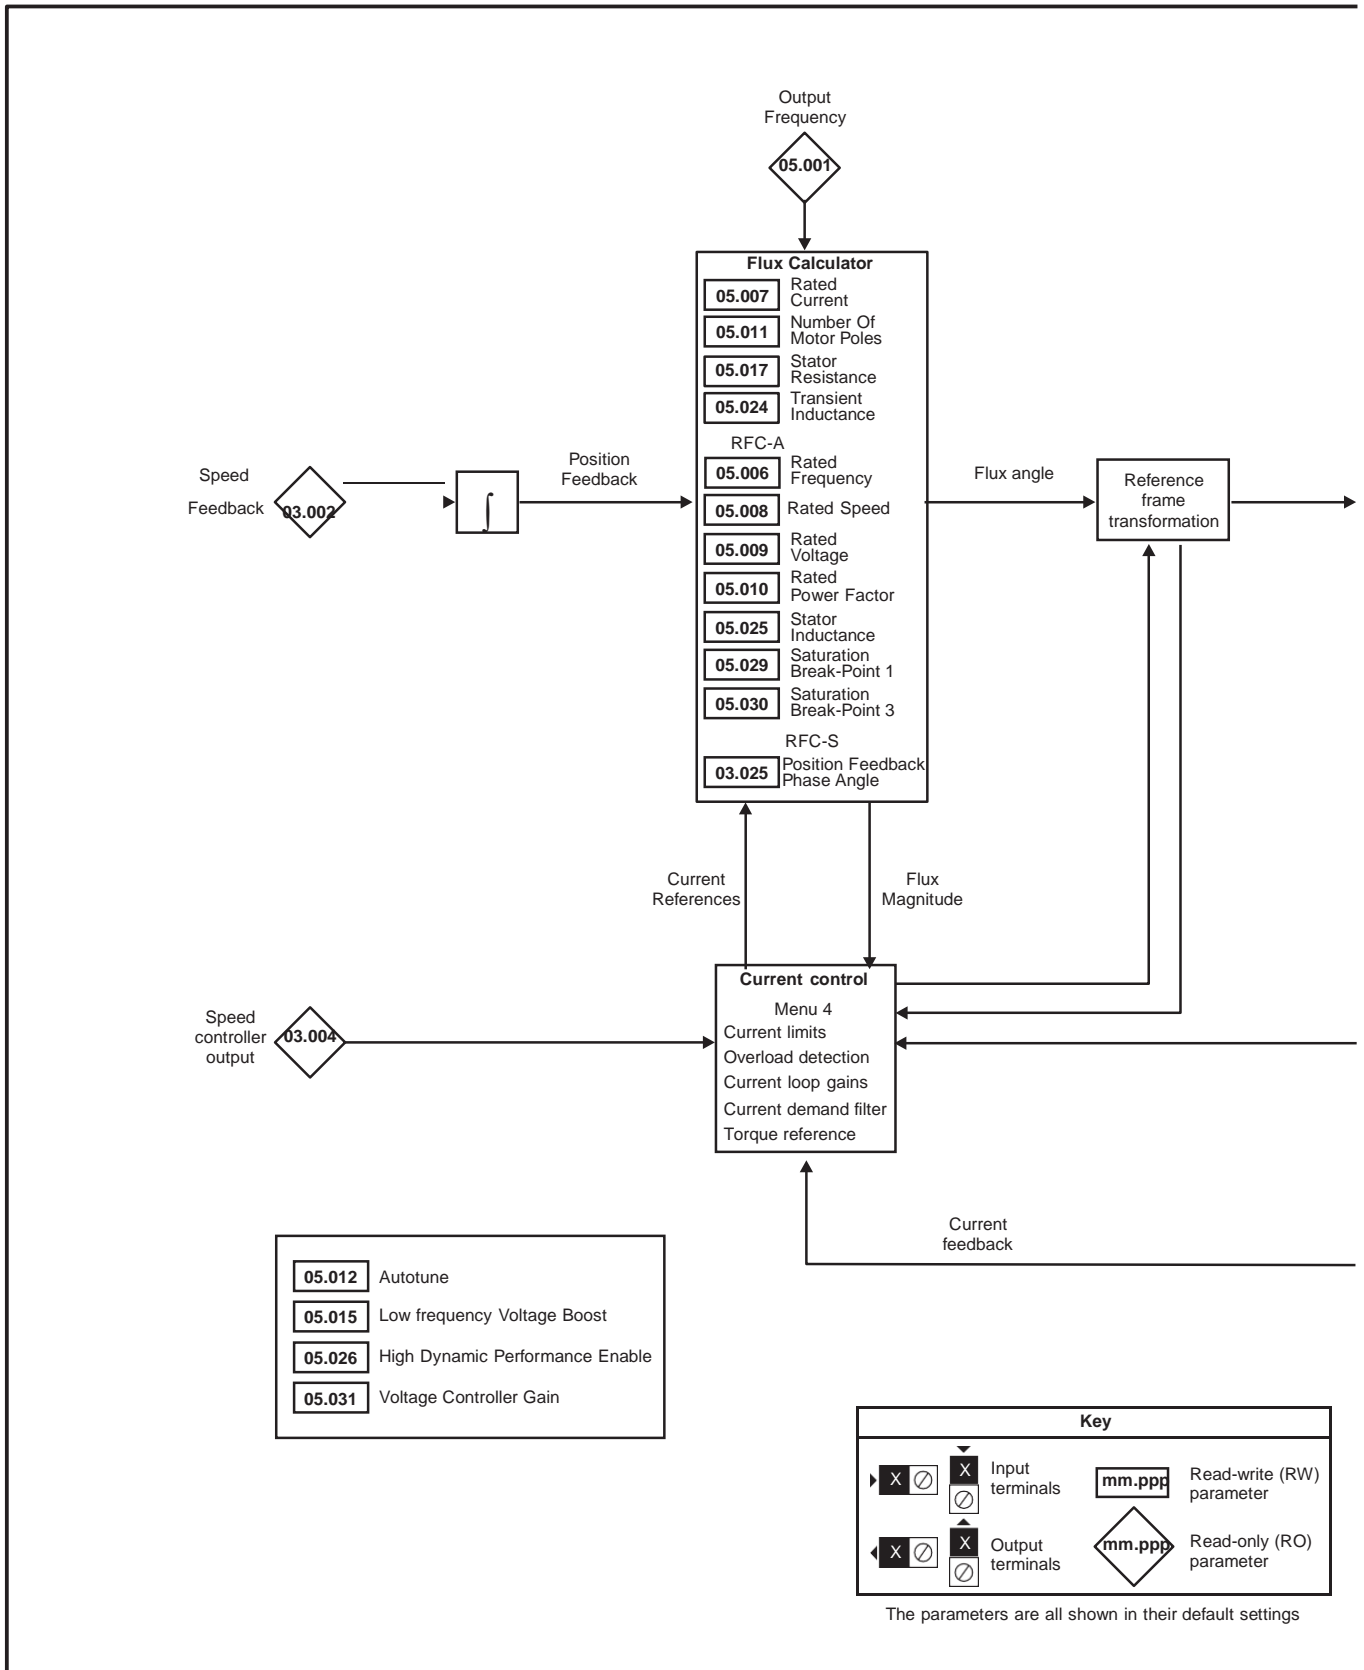 Output
Frequency
05.001
Flux Calculator
05.007 Rated
Current
05.011 Number Of
Motor Poles
05.017 Stator
Resistance
05.024 Transient
Inductance
RFC-A
05.006 Rated
Frequency
05.008 Rated Speed
05.009 Rated
Voltage
05.010 Rated
Power Factor
05.025 Stator
Inductance
05.029 Saturation
Break-Point 1
05.030 Saturation
Break-Point 3
RFC-S
03.025 Position Feedback
Phase Angle
Speed
Feedback
03.002
∫
Position
Feedback
Flux angle
Reference
frame
transformation
Current
References
Flux
Magnitude
Speed
controller
output
03.004
Current control
Menu 4
Current limits
Overload detection
Current loop gains
Current demand filter
Torque reference
Current
feedback
05.012 Autotune
05.015 Low frequency Voltage Boost
05.026 High Dynamic Performance Enable
05.031 Voltage Controller Gain
Key
X X Input
terminals
mm.ppp Read-write (RW)
parameter
X X Output
terminals
mm.ppp Read-only (RO)
parameter
The parameters are all shown in their default settings